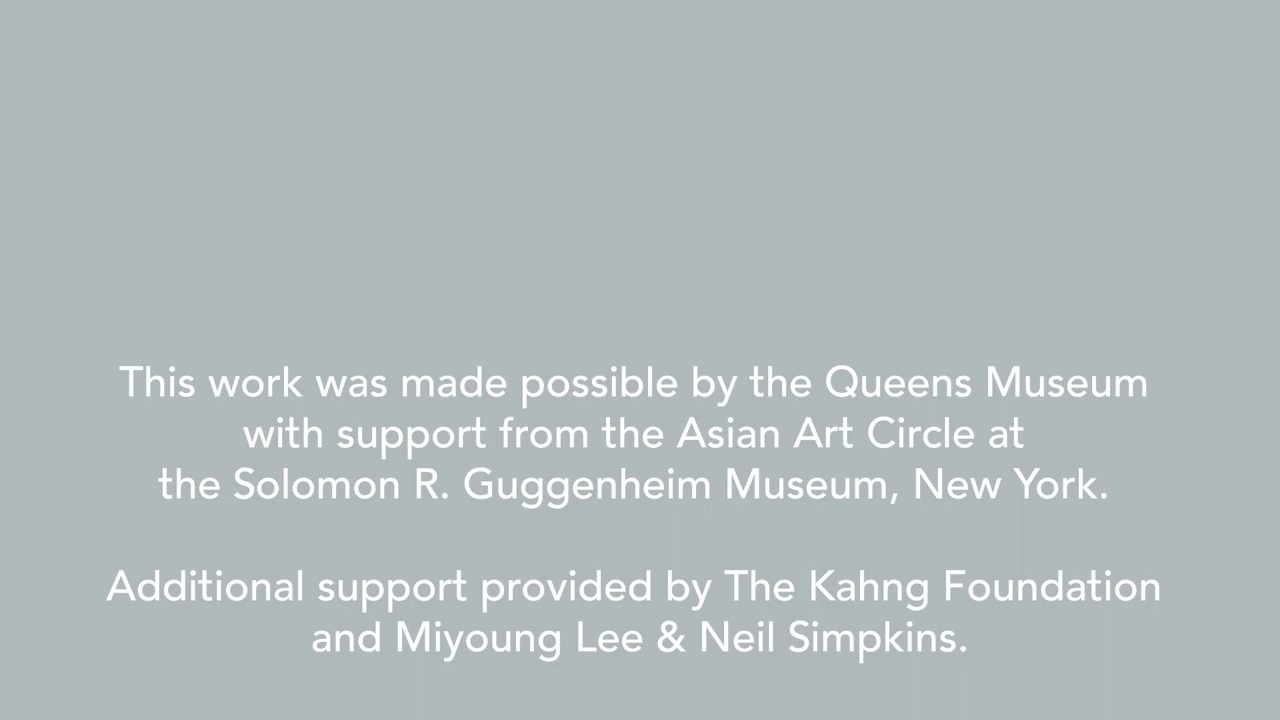 This work was made possible by the Queens Museum
with support from the Asian Art Circle at
the Solomon R. Guggenheim Museum, New York.
Additional support provided by The Kahng Foundation
and Miyoung Lee & Neil Simpkins.